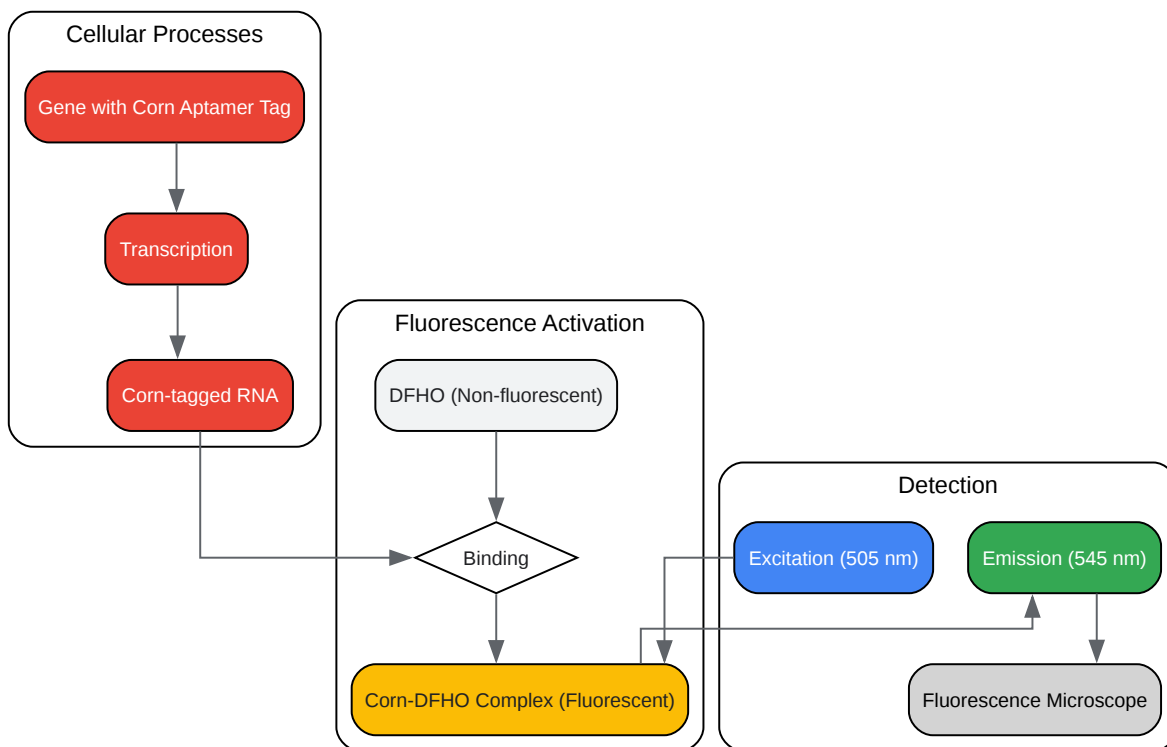 Cellular Processes
Gene with Corn Aptamer Tag
Transcription
Corn-tagged RNA
Fluorescence Activation
DFHO (Non-fluorescent)
Binding
Corn-DFHO Complex (Fluorescent)
Detection
Excitation (505 nm)
Emission (545 nm)
Fluorescence Microscope